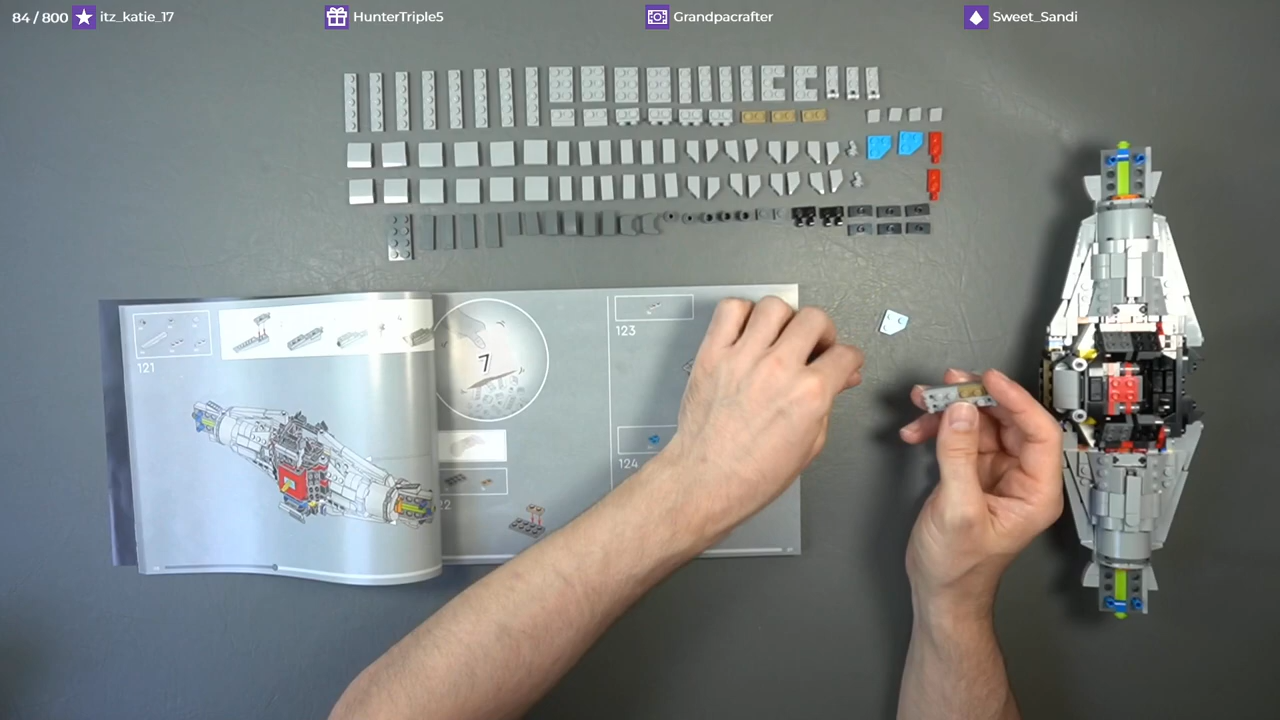 84 / 800 itz_katie_17 HunterTriple5 Grandpacrafter Sweet_Sandi
121
7
123
124